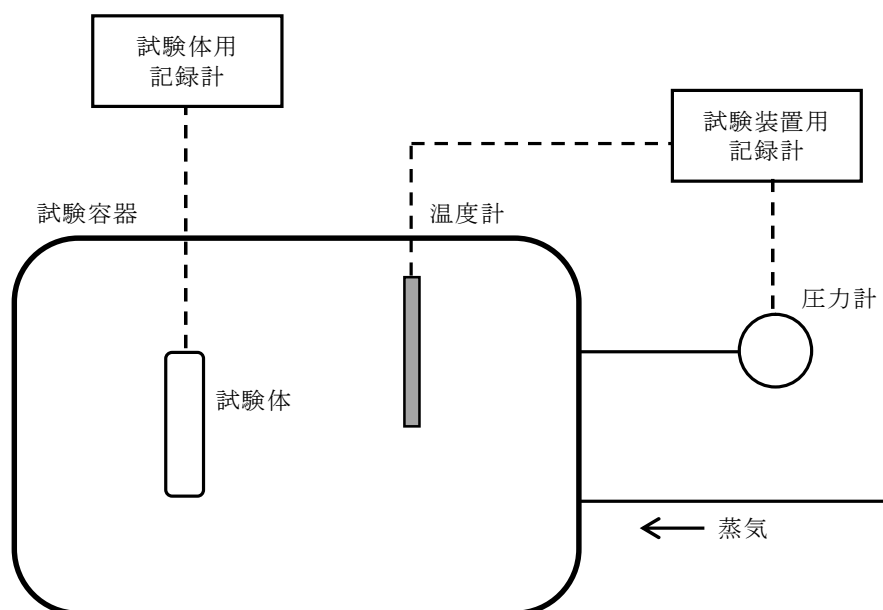 試験体用
記録計
試験装置用
記録計
試験容器
温度計
圧力計
試験体
蒸気